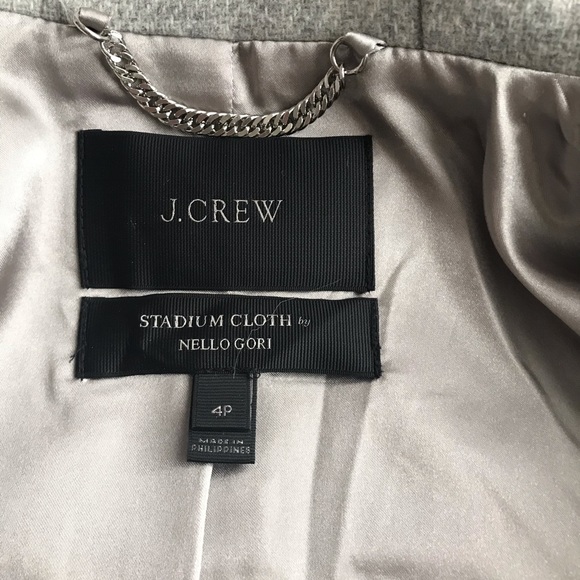 J.CREW
STADIUM CLOTH by
NELLO GORI
4P
MADE IN
PHILIPPINES